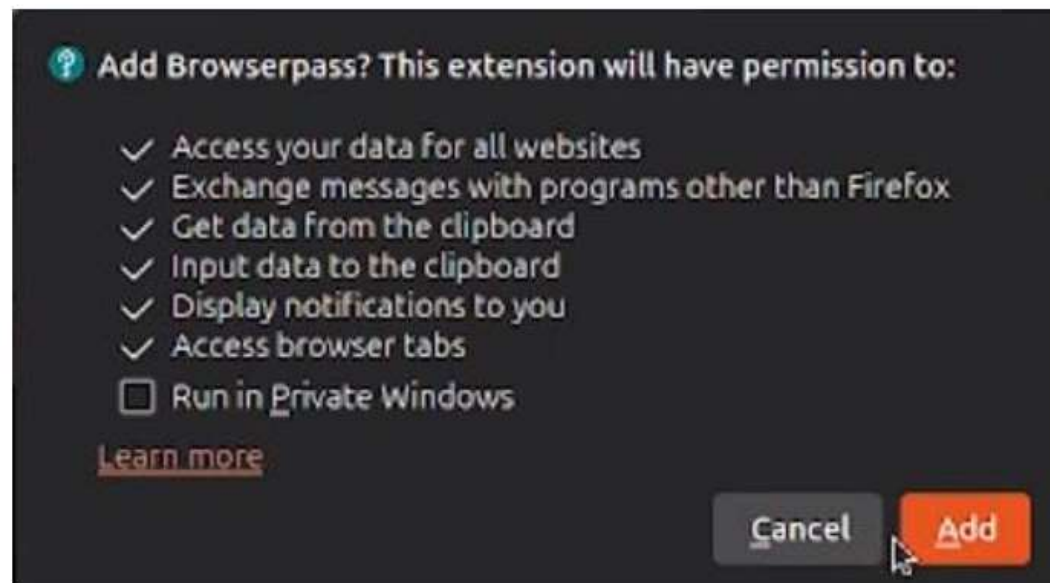 Add Browserpass? This extension will have permission to:
Access your data for all websites
Exchange messages with programs other than Firefox
Get data from the clipboard
Input data to the clipboard
Display notifications to you
Access browser tabs
Run in Private Windows
Learn more
Cancel Add